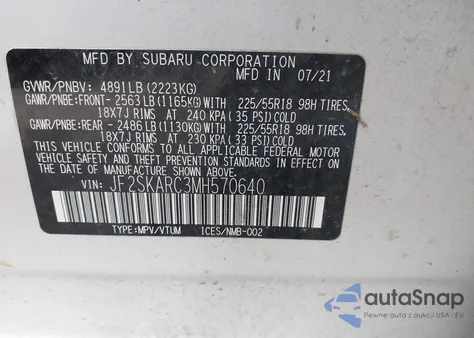 MFD BY SUBARU CORPORATION
MFD IN 07/21
GVWR/PNBV: 4891LB (2223KG)
GAWR/PNBE:FRONT- 2563LB(1165KG)WITH 225/55R18 98H TIRES,
18X7J RIMS AT 240 KPA(35 PSI)COLD
GAWR/PNBE:REAR -2486LB(1130KG)WITH 225/55R18 98H TIRES,
18X7J RIMS AT 230 KPA(33 PSI)COLD
THIS VEHICLE CONFORMS TO ALL APPLICABLE FEDERAL MOTOR
VEHICLE SAFETY, BUMPER, AND THEFT PREVENTION STANDARDS
IN EFFECT ON THE DATE OF MANUFACTURE SHOWN ABOVE.
VIN: JF2SKARC3MH570640
TYPE:MPV/VTUM ICES/NMB-002
autoSnap
Pewne auta z USA i EU